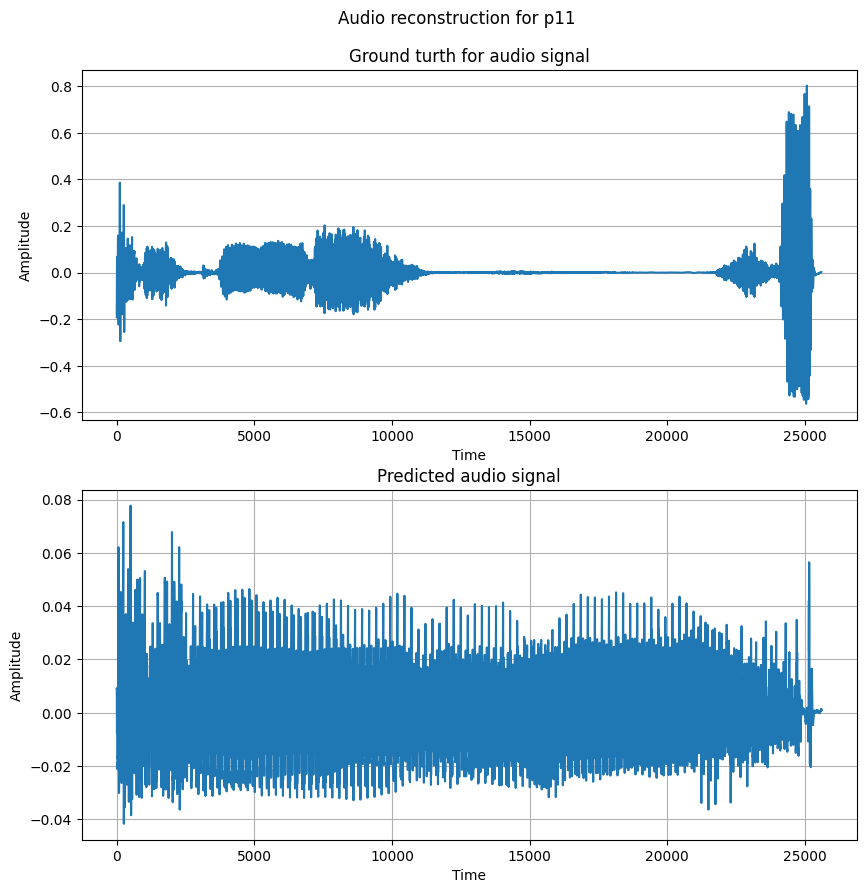 Audio reconstruction for p11
Ground turth for audio signal
0.8
0.6
0.4
0.2
0.0
−0.2
−0.4
−0.6
Amplitude
0 5000 10000 15000 20000 25000
Time
Predicted audio signal
0.08
0.06
0.04
0.02
0.00
−0.02
−0.04
Amplitude
0 5000 10000 15000 20000 25000
Time